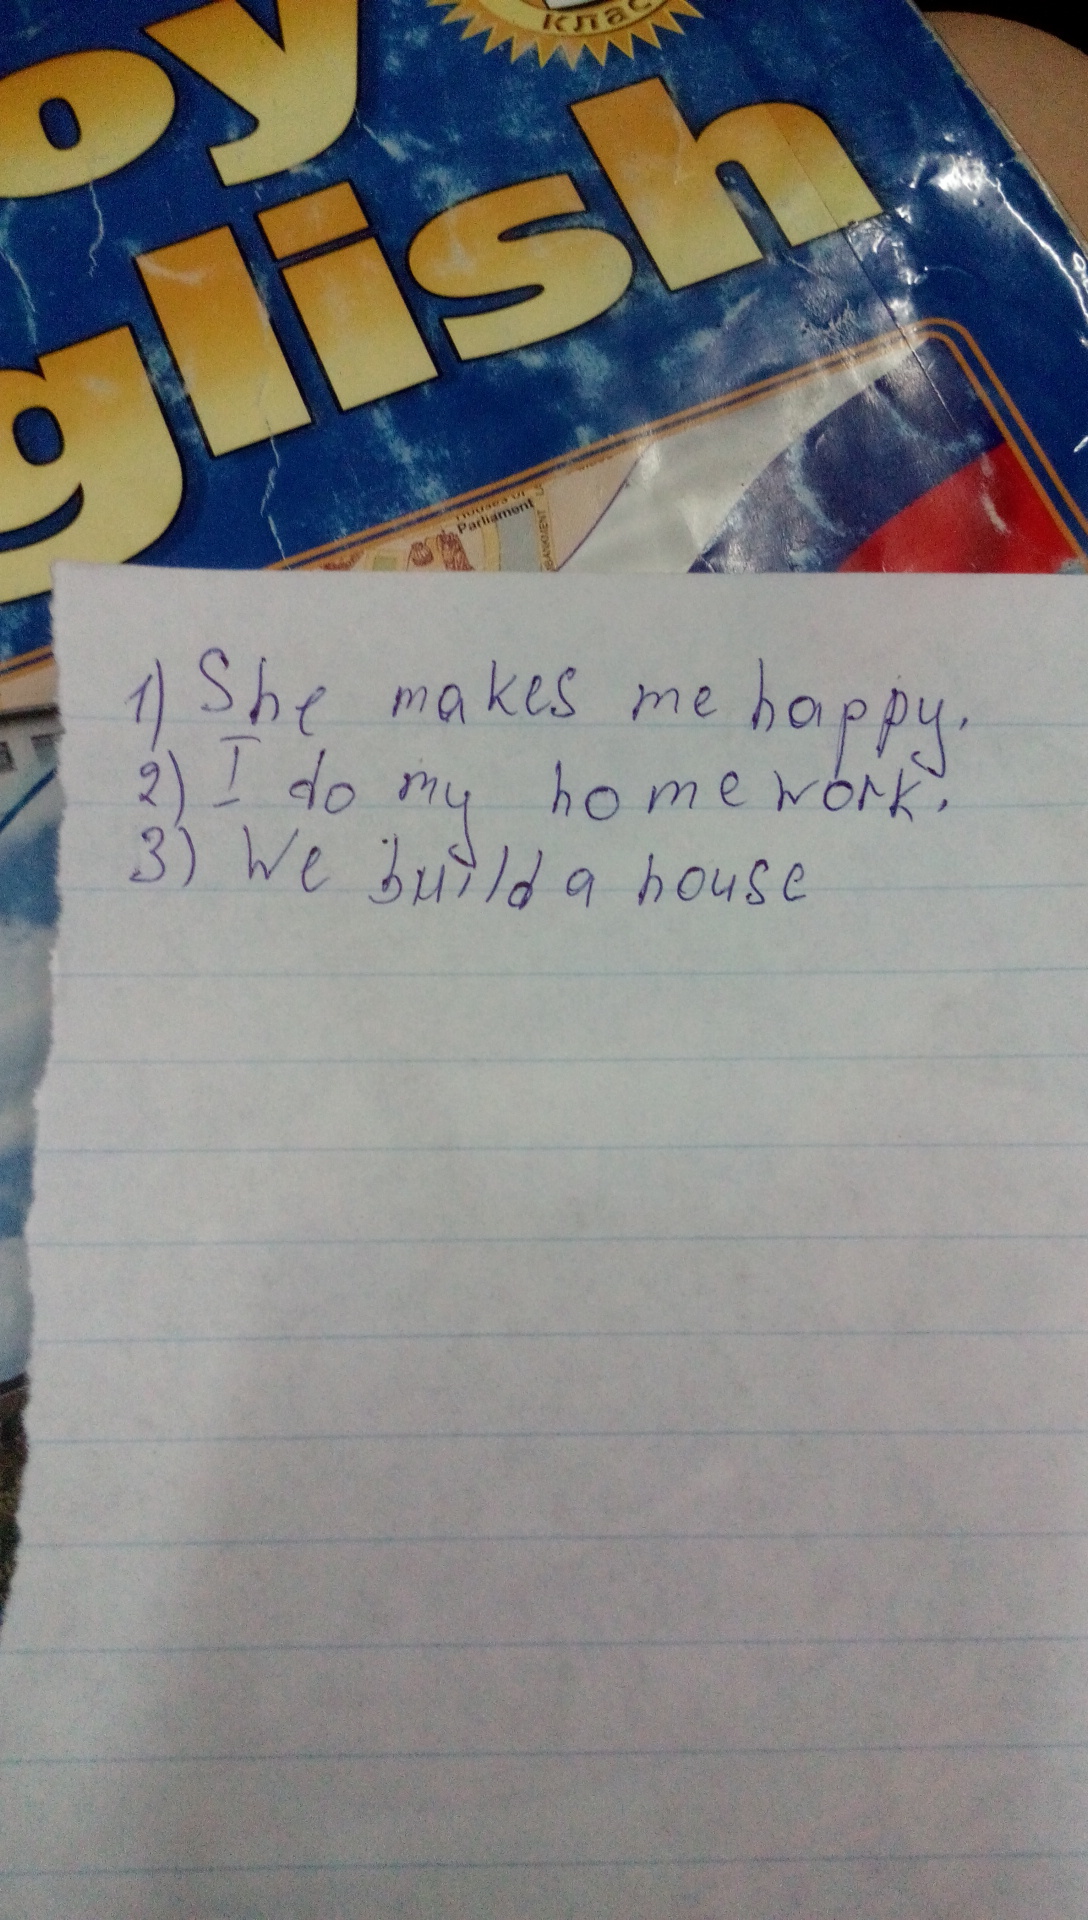 oy
клас
glish
Parliament
1) She makes me happy.
2) I do my homework.
3) We build a house